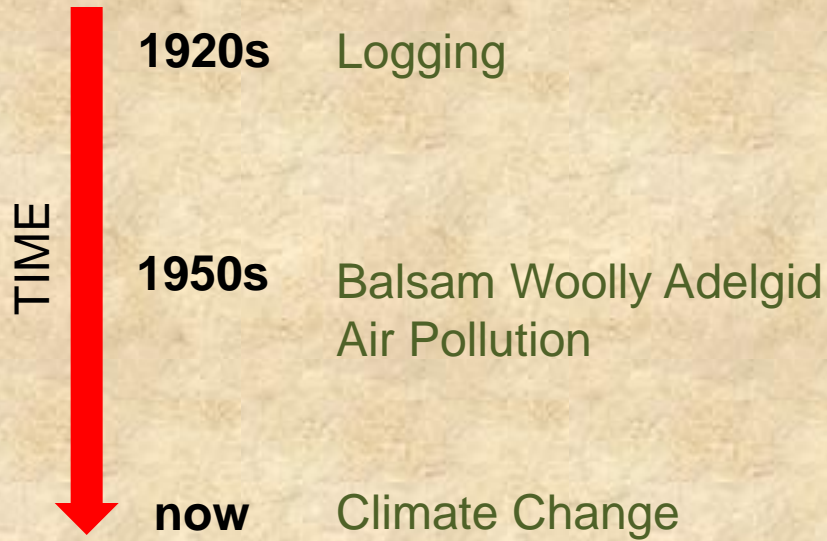 1920s Logging
TIME
1950s Balsam Woolly Adelgid
Air Pollution
now Climate Change